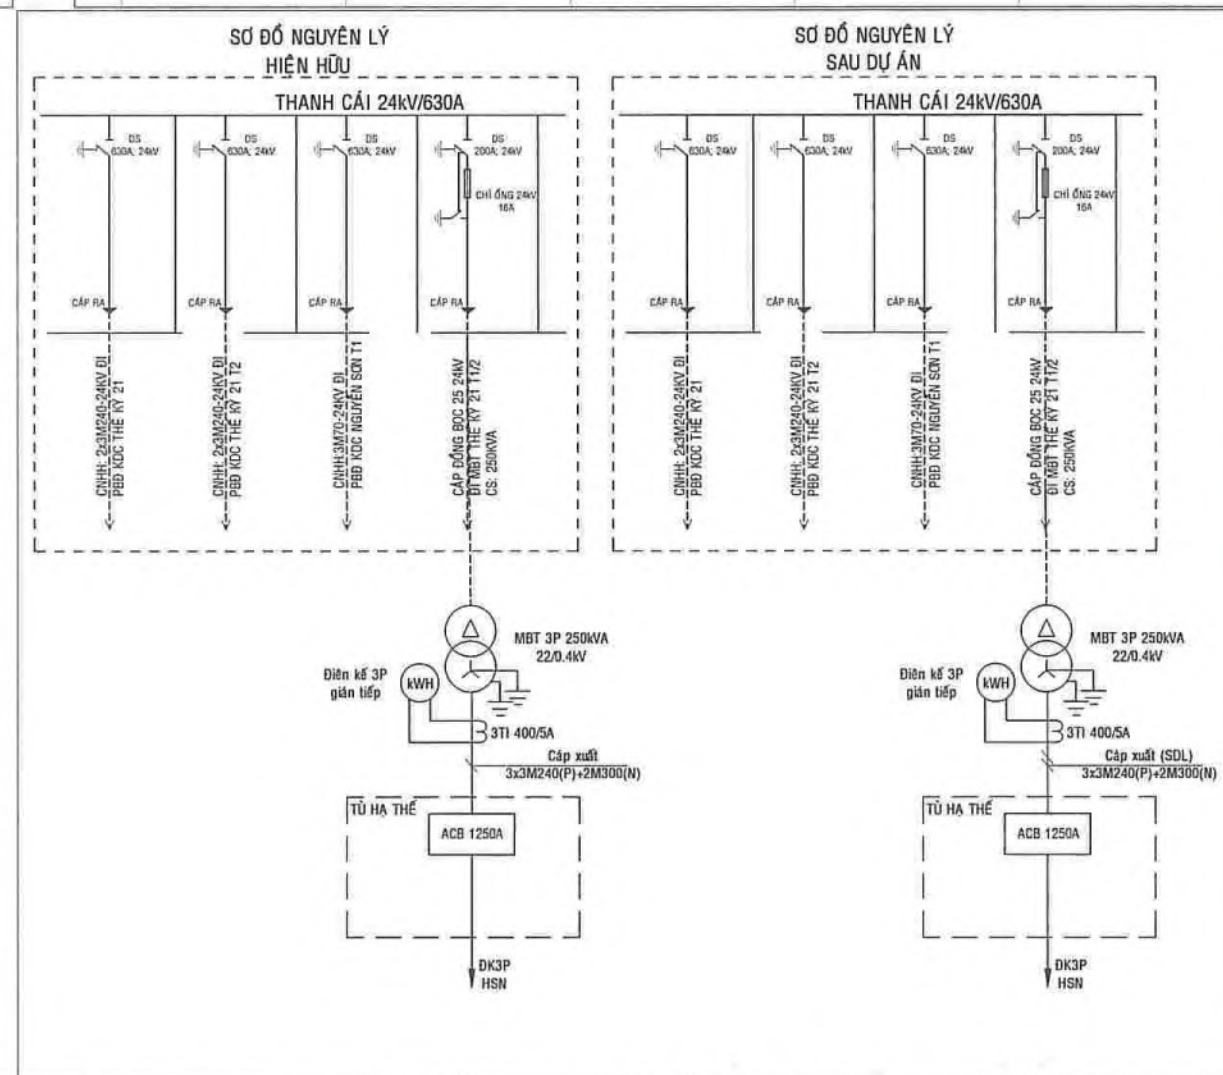 SƠ ĐỒ NGUYÊN LÝ
HIỆN HỮU
THANH CÁI 24kV/630A
DS
630A; 24kV
DS
630A; 24kV
DS
630A; 24kV
DS
200A; 24kV
CHÌ ỐNG 24kV
16A
CÁP RA
CÁP RA
CÁP RA
CÁP RA
CNHH: 2x3M240-24KV ĐI
PBĐ KDC THẾ KỶ 21
CNHH: 2x3M240-24KV ĐI
PBĐ KDC THẾ KỶ 21 T2
CNHH:3M70-24KV ĐI
PBĐ KDC NGUYÊN SƠN T1
CÁP ĐỒNG BỌC 25 24kV
ĐI MBT THẾ KỶ 21 T1/2
CS: 250KVA
MBT 3P 250kVA
22/0.4kV
Điên kế 3P
gián tiếp
kWH
3TI 400/5A
Cáp xuất
3x3M240(P)+2M300(N)
TỦ HẠ THẾ
ACB 1250A
ĐK3P
HSN
SƠ ĐỒ NGUYÊN LÝ
SAU DỰ ÁN
THANH CÁI 24kV/630A
DS
630A; 24kV
DS
630A; 24kV
DS
630A; 24kV
DS
200A; 24kV
CHÌ ỐNG 24kV
16A
CÁP RA
CÁP RA
CÁP RA
CÁP RA
CNHH: 2x3M240-24KV ĐI
PBĐ KDC THẾ KỶ 21
CNHH: 2x3M240-24KV ĐI
PBĐ KDC THẾ KỶ 21 T2
CNHH:3M70-24KV ĐI
PBĐ KDC NGUYÊN SƠN T1
CÁP ĐỒNG BỌC 25 24kV
ĐI MBT THẾ KỶ 21 T1/2
CS: 250KVA
MBT 3P 250kVA
22/0.4kV
Điên kế 3P
gián tiếp
kWH
3TI 400/5A
Cáp xuất (SDL)
3x3M240(P)+2M300(N)
TỦ HẠ THẾ
ACB 1250A
ĐK3P
HSN